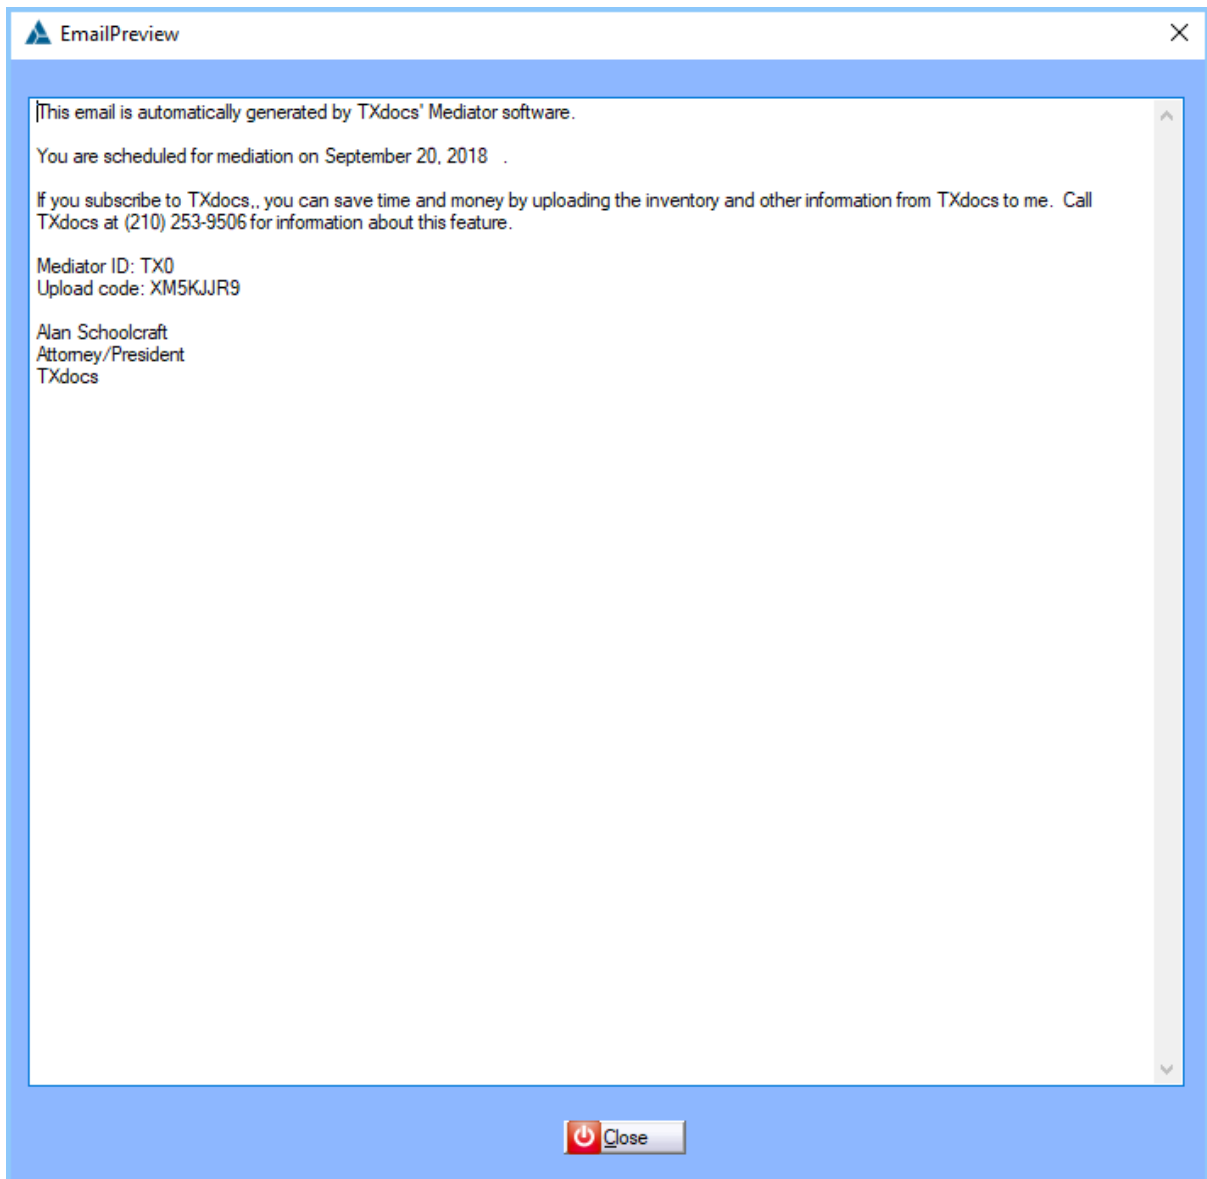 EmailPreview
This email is automatically generated by TXdocs' Mediator software.
You are scheduled for mediation on September 20, 2018   .
If you subscribe to TXdocs,, you can save time and money by uploading the inventory and other information from TXdocs to me.  Call
TXdocs at (210) 253-9506 for information about this feature.
Mediator ID: TX0
Upload code: XM5KJJR9
Alan Schoolcraft
Attorney/President
TXdocs
Close